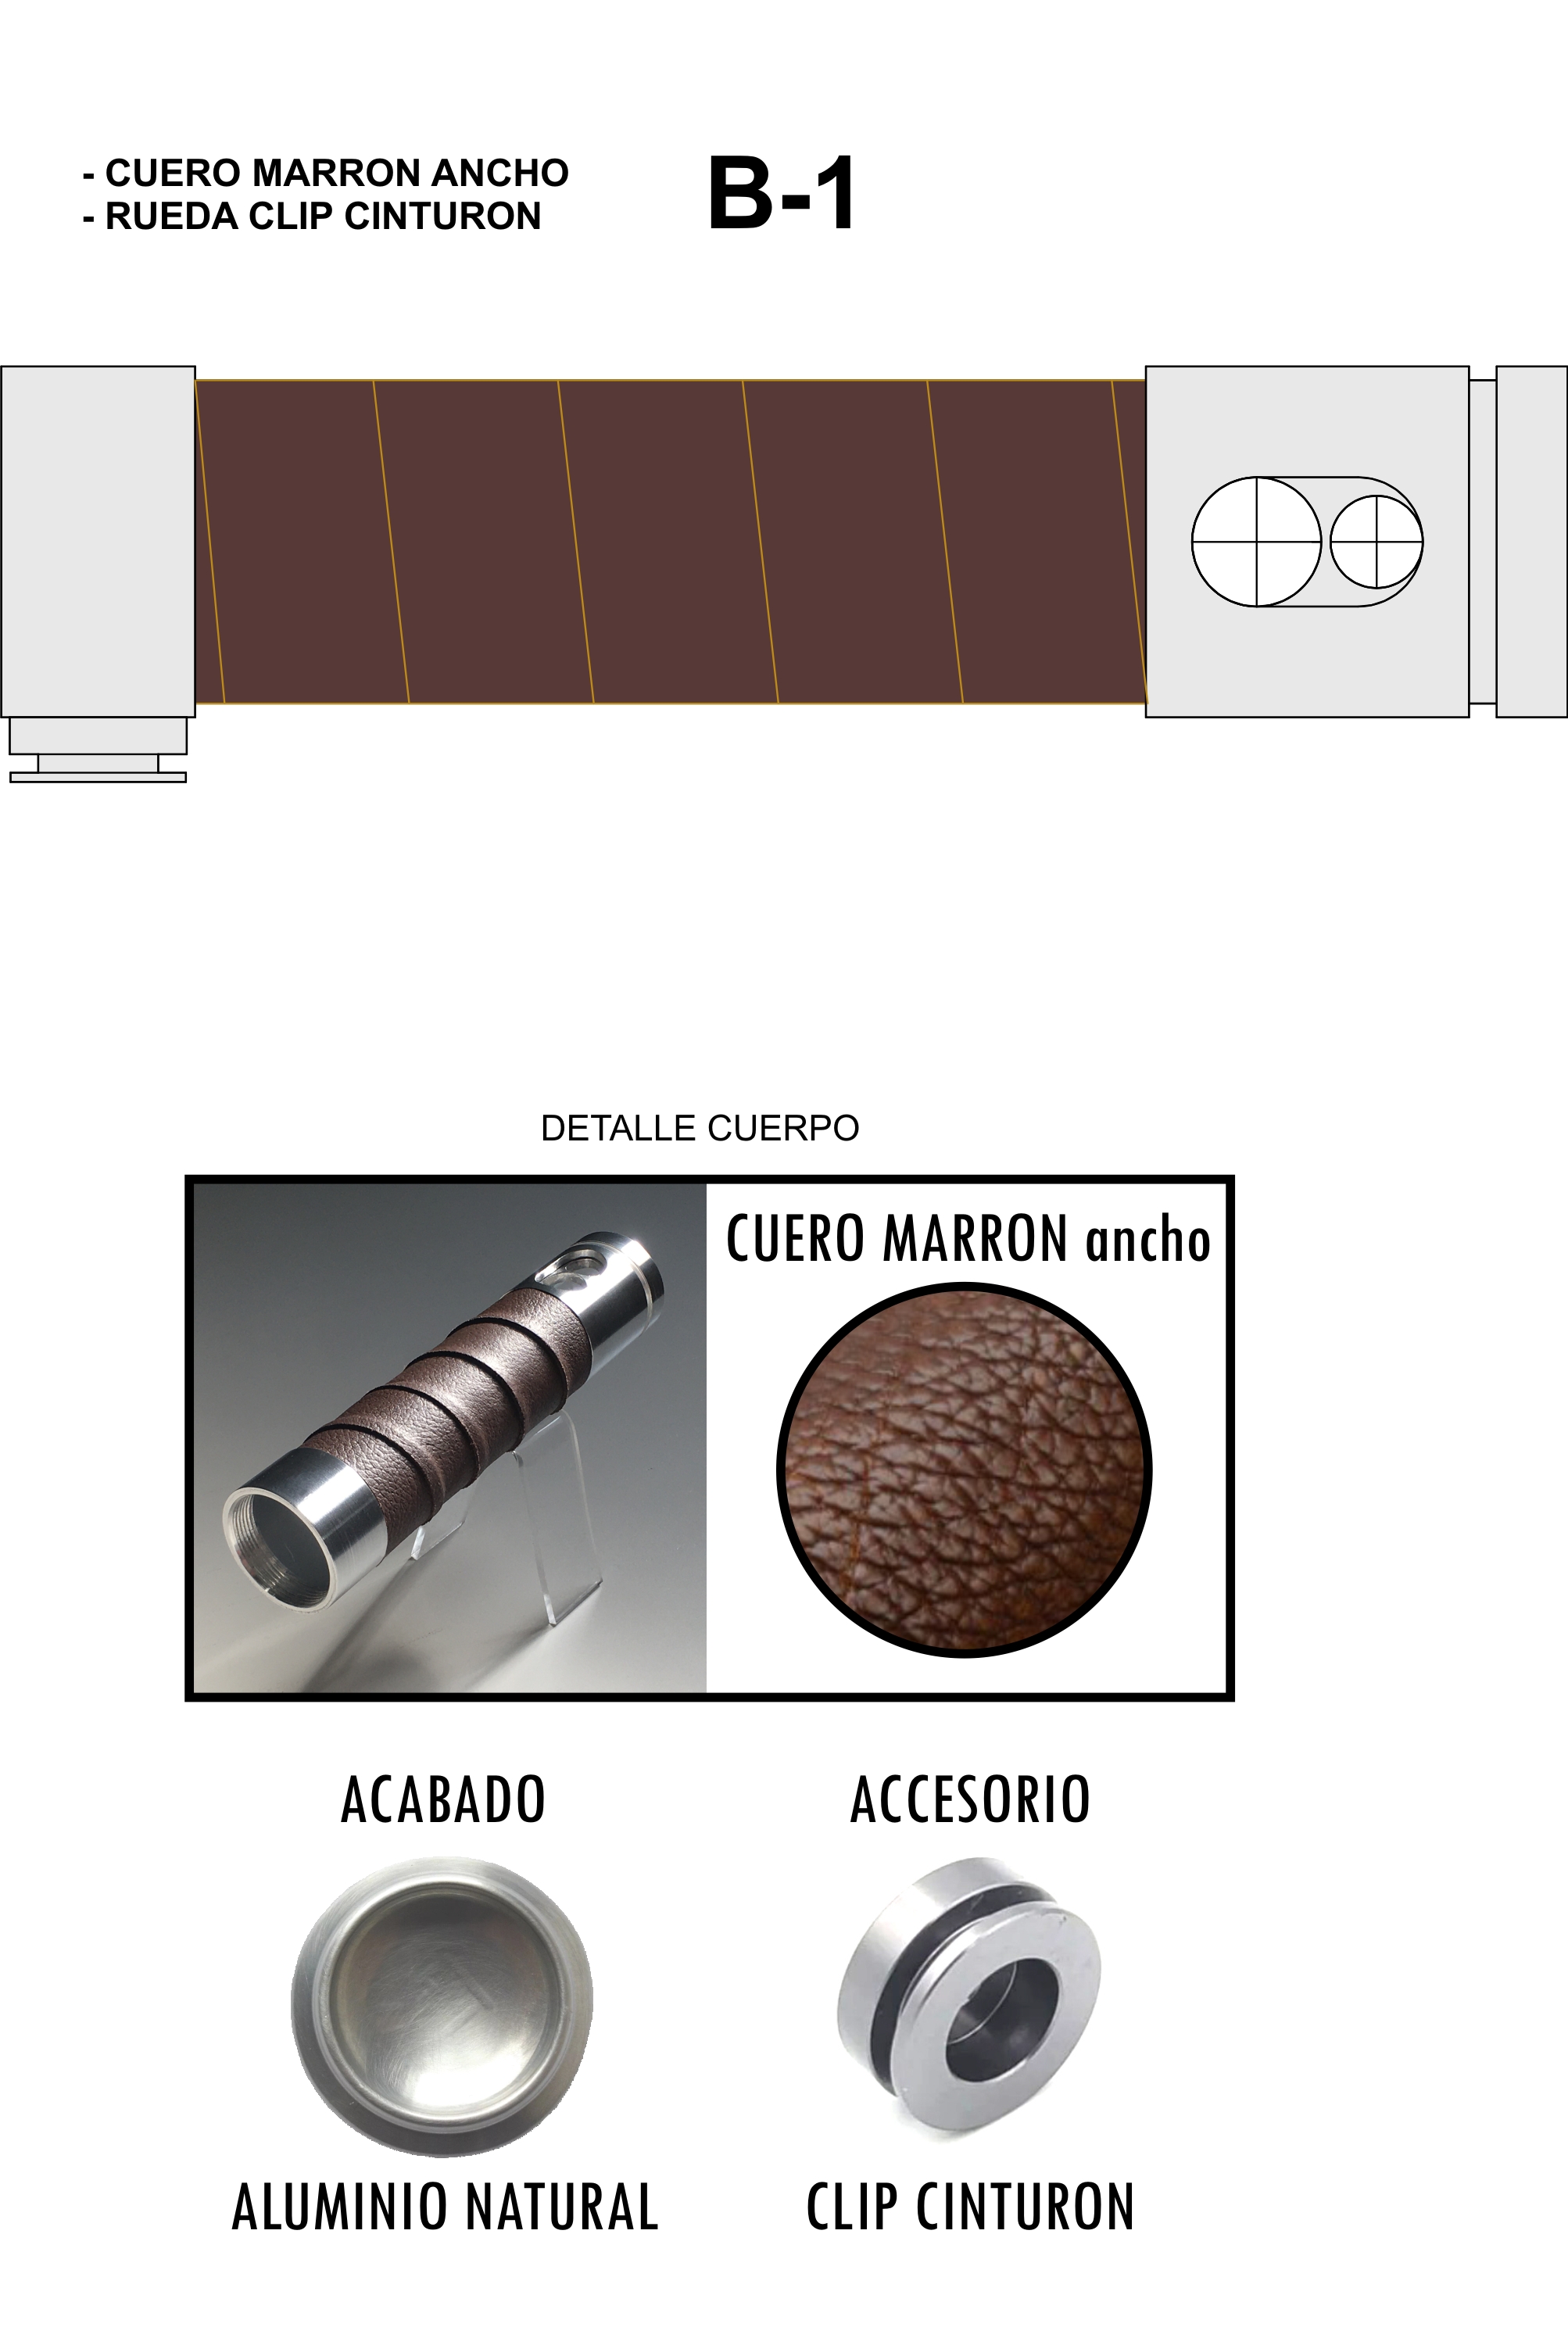 - CUERO MARRON ANCHO
- RUEDA CLIP CINTURON
B-1
DETALLE CUERPO
CUERO MARRON ancho
ACABADO
ACCESORIO
ALUMINIO NATURAL
CLIP CINTURON